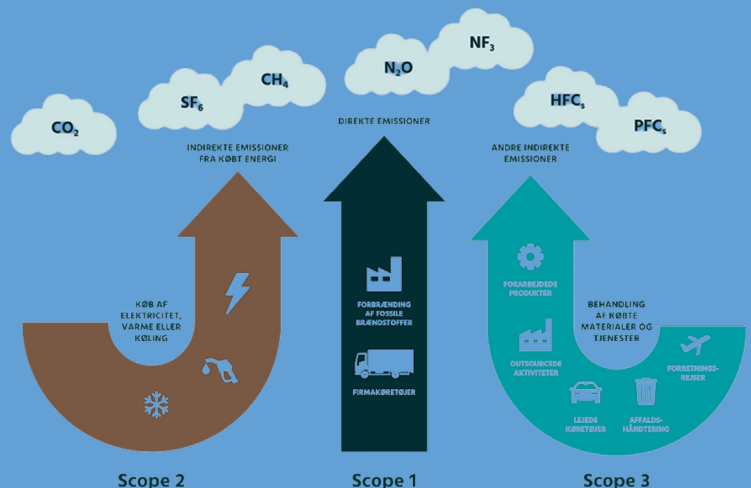 CO₂
SF₆
CH₄
N₂O
NF₃
HFCₛ
PFCₛ
INDIREKTE EMISSIONER
FRA KØBT ENERGI
DIREKTE EMISSIONER
ANDRE INDIREKTE
EMISSIONER
KØB AF
ELEKTRICITET,
VARME ELLER
KØLING
FORBRÆNDING
AF FOSSILE
BRÆNDSTOFFER
FIRMAKØRETØJER
FORARBEJDEDE
PRODUKTER
OUTSOURCEDE
AKTIVITETER
LEJEDE
KØRETØJER
AFFALDS-
HÅNDTERING
FORRETNINGS-
REJSER
BEHANDLING
AF KØBTE
MATERIALER OG
TJENESTER
Scope 2
Scope 1
Scope 3